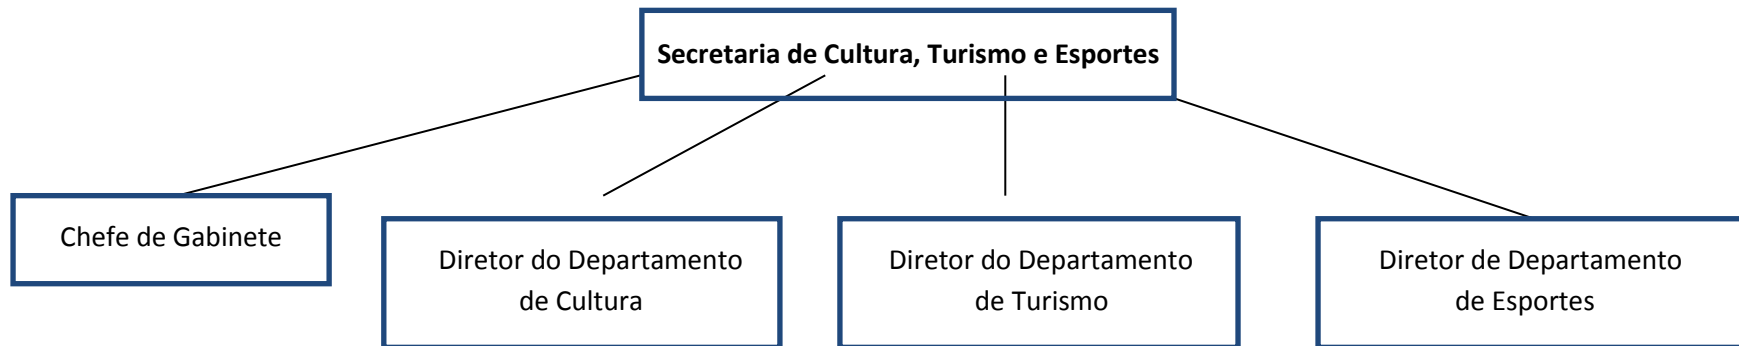 Secretaria de Cultura, Turismo e Esportes
Chefe de Gabinete
Diretor do Departamento
de Cultura
Diretor do Departamento
de Turismo
Diretor de Departamento
de Esportes